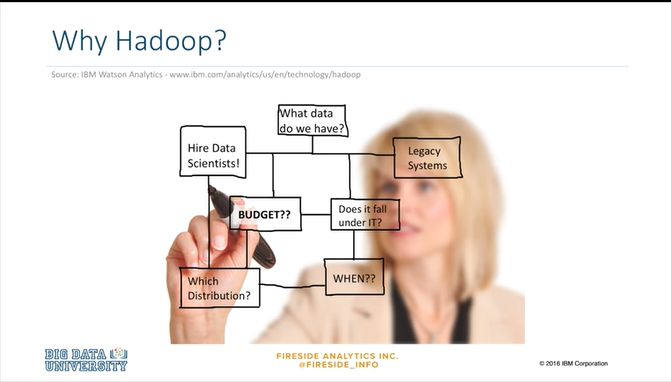 Why Hadoop?
Source: IBM Watson Analytics - www.ibm.com/analytics/us/en/technology/hadoop
What data
do we have?
Hire Data
Scientists!
Legacy
Systems
BUDGET??
Does it fall
under IT?
Which
Distribution?
WHEN??
BIG DATA
UNIVERSITY
FIRESIDE ANALYTICS INC.
@FIRESIDE_INFO
© 2016 IBM Corporation